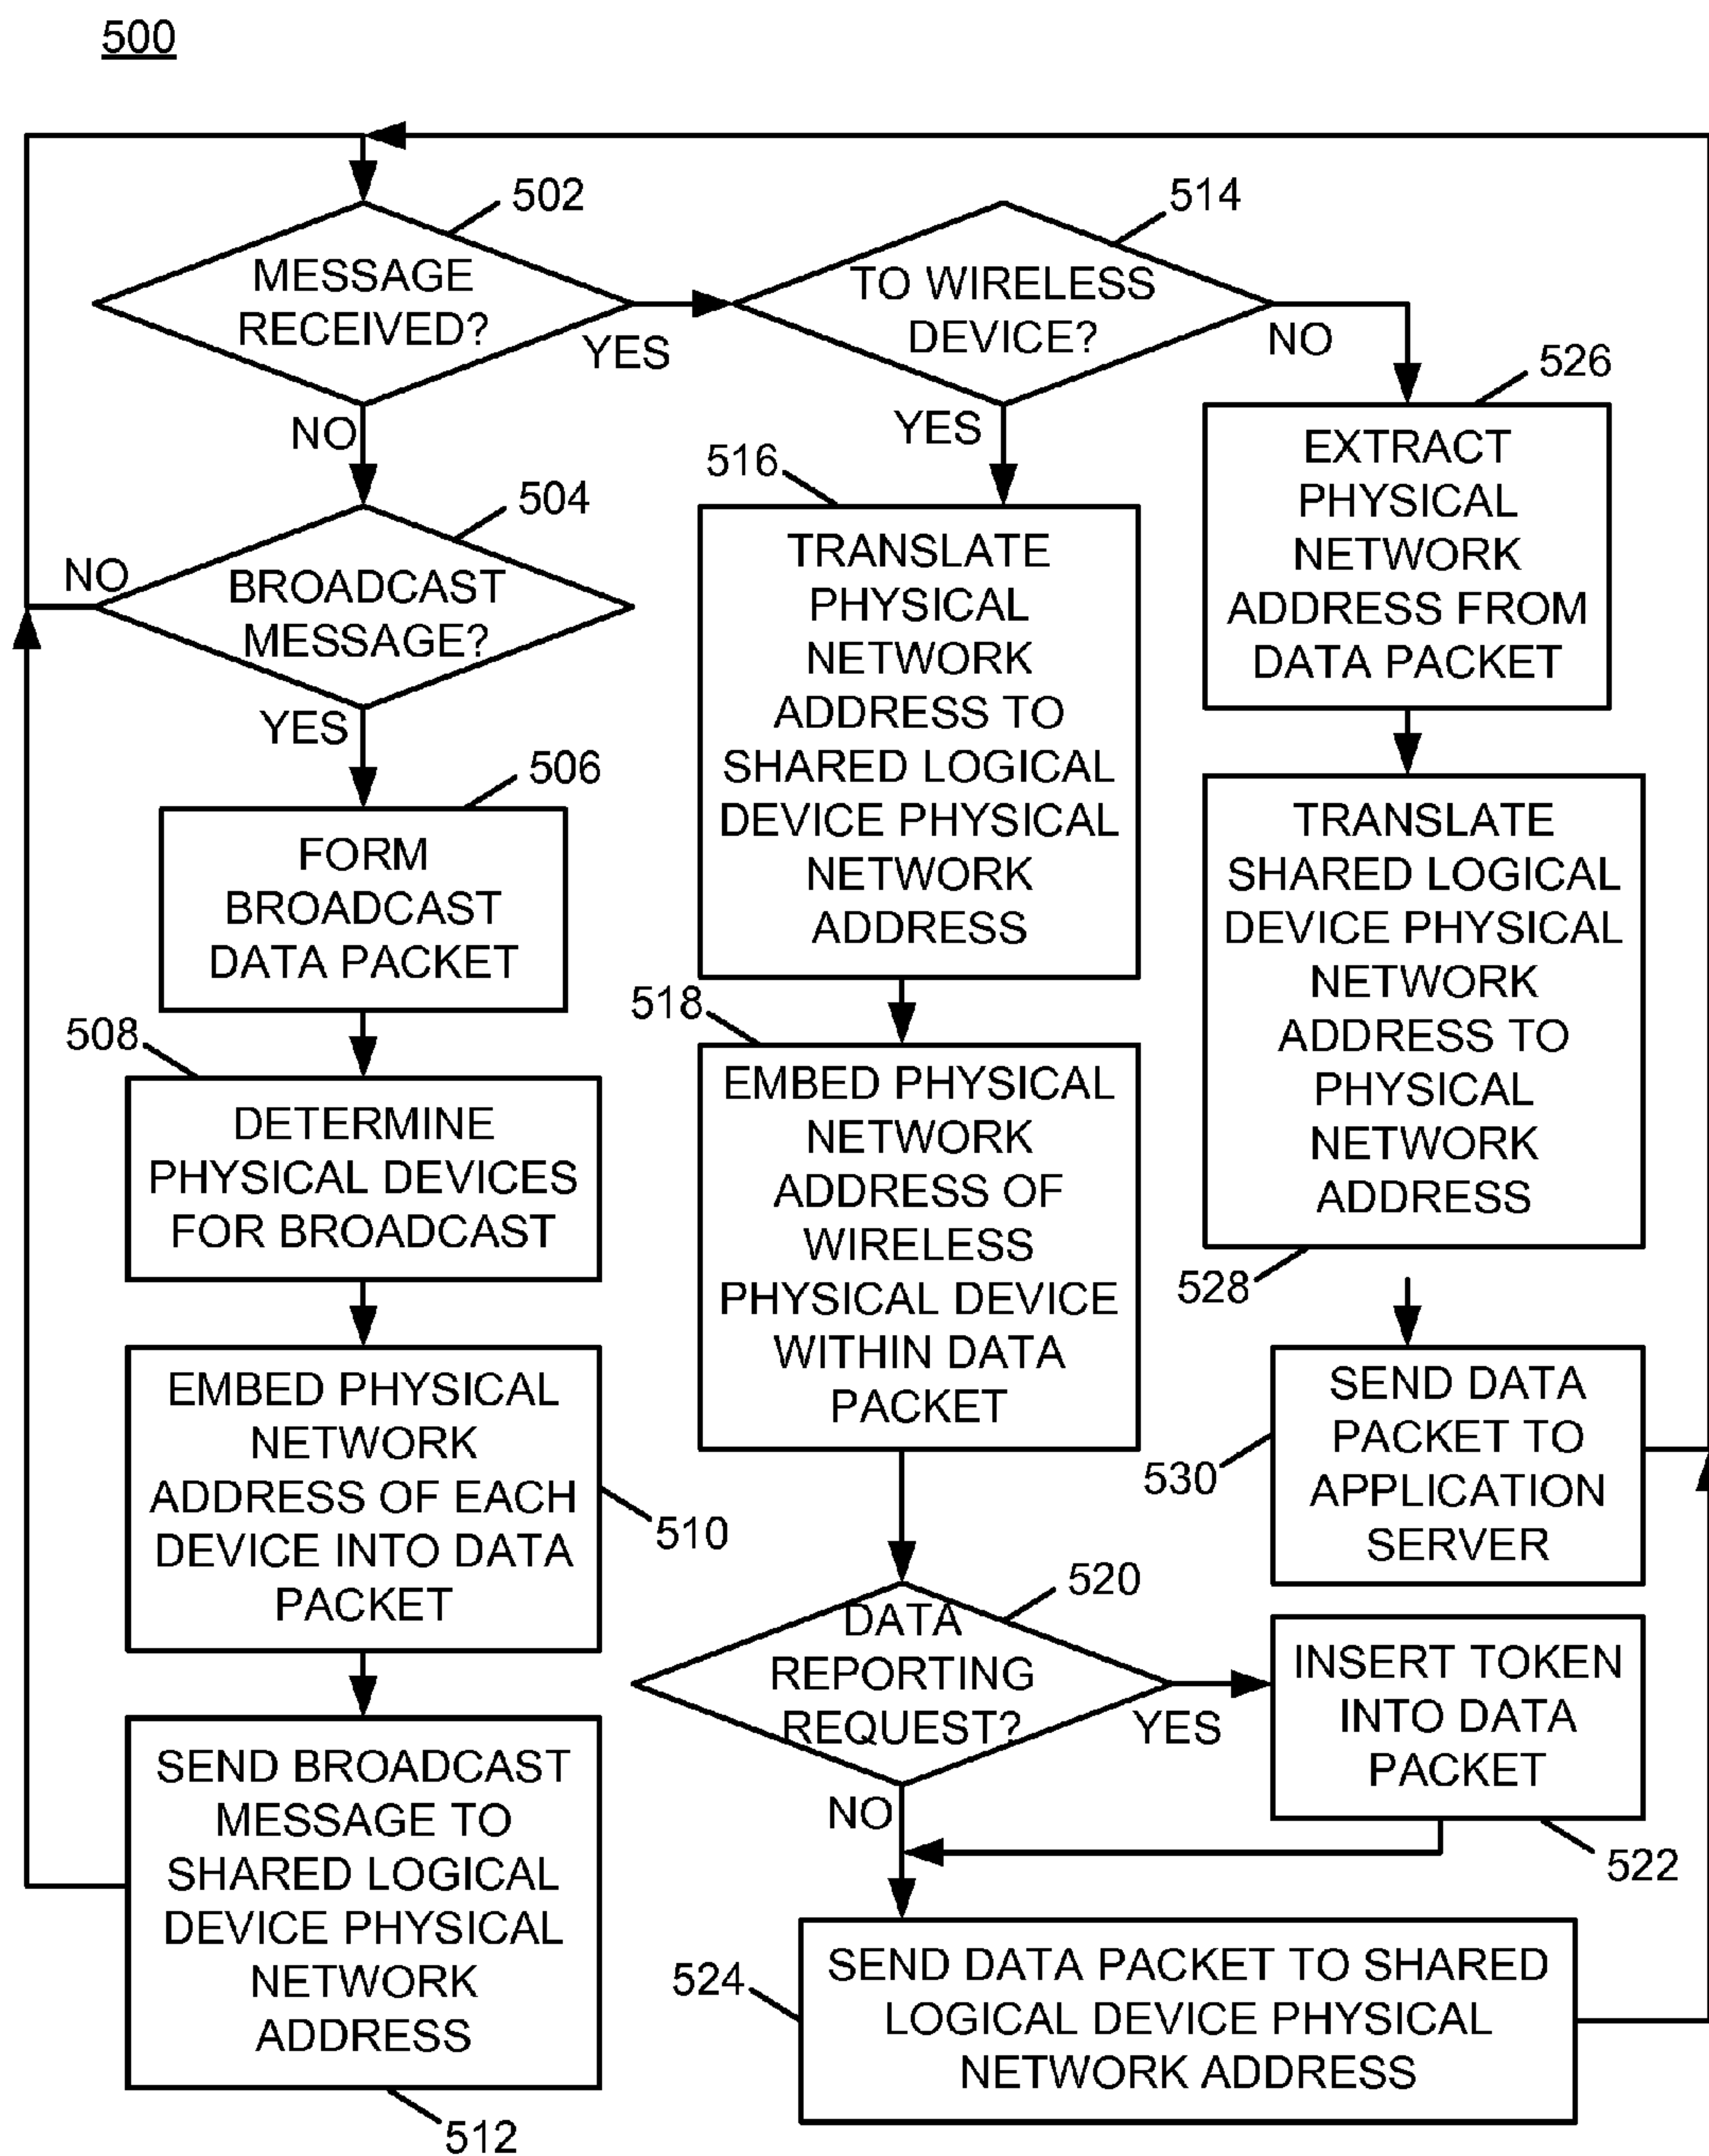 500
502
MESSAGE
RECEIVED?
YES
NO
514
TO WIRELESS
DEVICE?
NO
YES
504
BROADCAST
MESSAGE?
NO
YES
506
FORM
BROADCAST
DATA PACKET
508
DETERMINE
PHYSICAL DEVICES
FOR BROADCAST
EMBED PHYSICAL
NETWORK
ADDRESS OF EACH
DEVICE INTO DATA
PACKET
510
SEND BROADCAST
MESSAGE TO
SHARED LOGICAL
DEVICE PHYSICAL
NETWORK
ADDRESS
512
516
TRANSLATE
PHYSICAL
NETWORK
ADDRESS TO
SHARED LOGICAL
DEVICE PHYSICAL
NETWORK
ADDRESS
518
EMBED PHYSICAL
NETWORK
ADDRESS OF
WIRELESS
PHYSICAL DEVICE
WITHIN DATA
PACKET
520
DATA
REPORTING
REQUEST?
YES
NO
INSERT TOKEN
INTO DATA
PACKET
522
524
SEND DATA PACKET TO SHARED
LOGICAL DEVICE PHYSICAL
NETWORK ADDRESS
526
EXTRACT
PHYSICAL
NETWORK
ADDRESS FROM
DATA PACKET
TRANSLATE
SHARED LOGICAL
DEVICE PHYSICAL
NETWORK
ADDRESS TO
PHYSICAL
NETWORK
ADDRESS
528
SEND DATA
PACKET TO
APPLICATION
SERVER
530